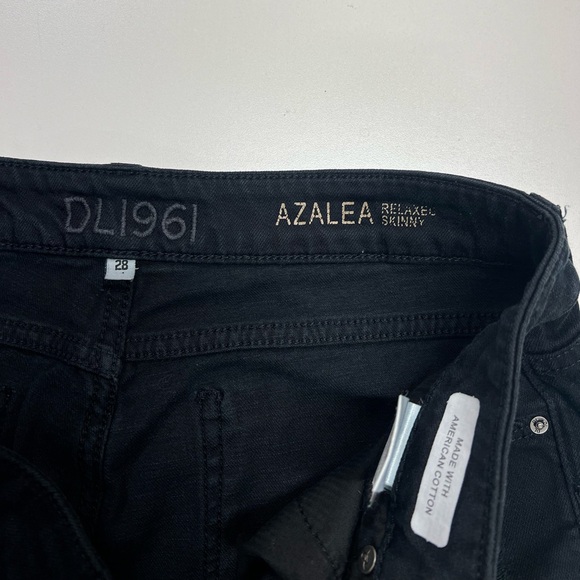 DL1961
AZALEA RELAXED
SKINNY
28
MADE WITH
AMERICAN COTTON